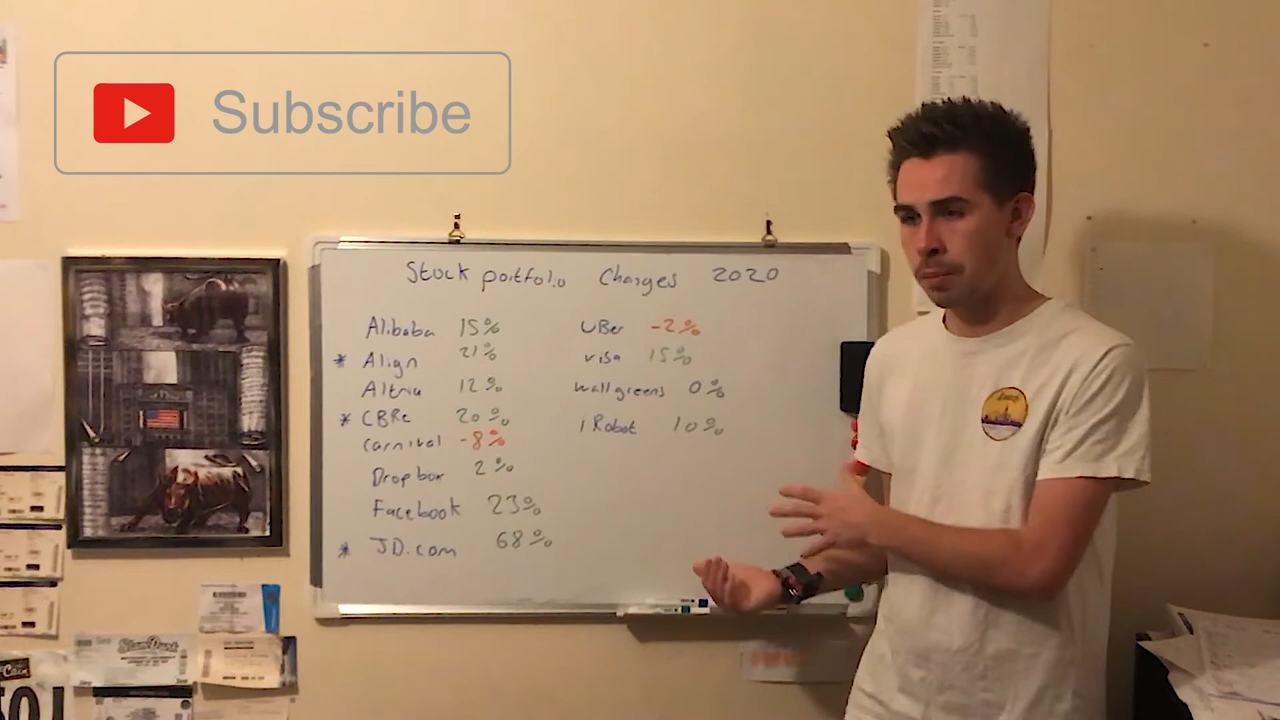 Subscribe
Stock portfolio Changes 2020
Alibaba 15%
* Align 21%
Altria 12%
* CBRe 20%
Carnival -8%
Dropbox 2%
Facebook 23%
* JD.com 68%
UBer -2%
visa 15%
wallgreens 0%
iRobot 10%